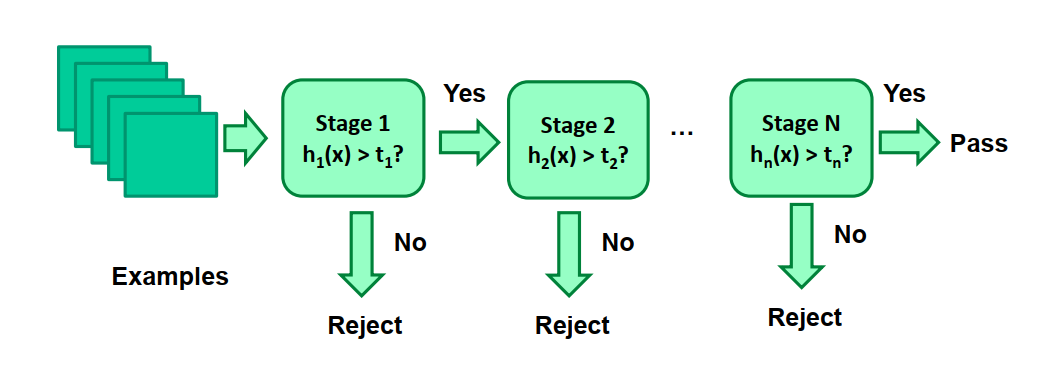 Examples
Stage 1
h₁(x) > t₁?
Yes
No
Reject
Stage 2
h₂(x) > t₂?
No
Reject
...
Stage N
hₙ(x) > tₙ?
Yes
Pass
No
Reject